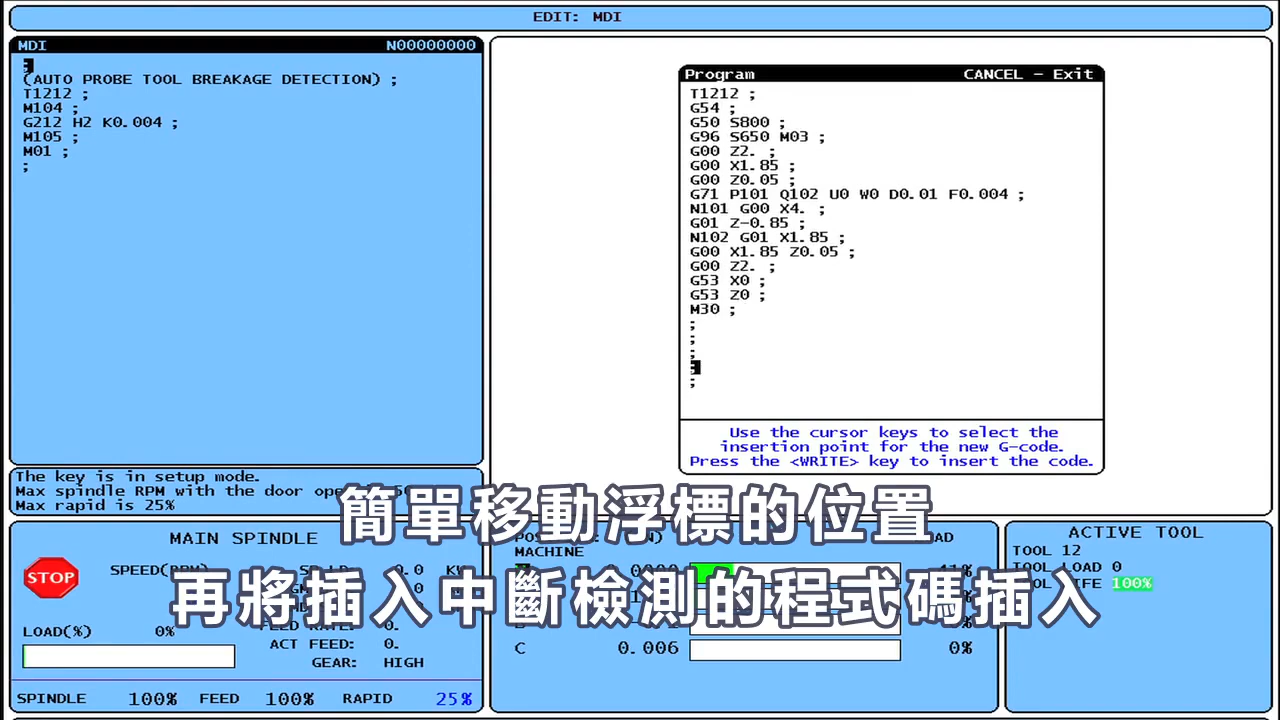 EDIT: MDI
MDI N00000000
;
(AUTO PROBE TOOL BREAKAGE DETECTION) ;
T1212 ;
M104 ;
G212 H2 K0.004 ;
M105 ;
M01 ;
;
Program CANCEL - Exit
T1212 ;
G54 ;
G50 S800 ;
G96 S650 M03 ;
G00 Z2. ;
G00 X1.85 ;
G00 Z0.05 ;
G71 P101 Q102 U0 W0 D0.01 F0.004 ;
N101 G00 X4. ;
G01 Z-0.85 ;
N102 G01 X1.85 ;
G00 X1.85 Z0.05 ;
G00 Z2. ;
G53 X0 ;
G53 Z0 ;
M30 ;
;
;
;
;
;
Use the cursor keys to select the
insertion point for the new G-code.
Press the <WRITE> key to insert the code.
The key is in setup mode.
Max spindle RPM with the door
Max rapid is 25%
簡單移動浮標的位置
再將插入中斷檢測的程式碼插入
MAIN SPINDLE
STOP
LOAD(%) 0%
ACT FEED: 0.
GEAR: HIGH
SPINDLE 100% FEED 100% RAPID 25%
MACHINE
C 0.006 0%
ACTIVE TOOL
TOOL 12
TOOL LOAD 0
100%